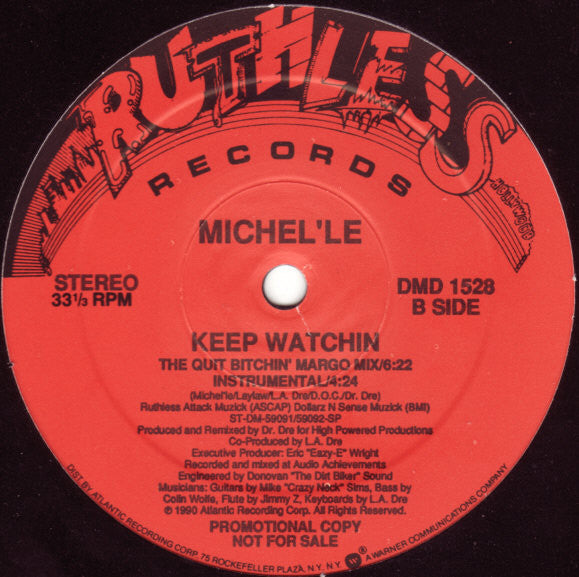 RUTHLESS
RECORDS
MICHEL'LE
STEREO
33⅓ RPM
DMD 1528
B SIDE
KEEP WATCHIN
THE QUIT BITCHIN' MARGO MIX/6:22
INSTRUMENTAL/4:24
(Michel'le/Laylaw/L.A. Dre/D.O.C./Dr. Dre)
Ruthless Attack Muzick (ASCAP) Dollarz N Sense Muzick (BMI)
ST-DM-59091/59092-SP
Produced and Remixed by Dr. Dre for High Powered Productions
Co-Produced by L.A. Dre
Executive Producer: Eric "Eazy-E" Wright
Recorded and mixed at Audio Achievements
Engineered by Donovan "The Dirt Biker" Sound
Musicians: Guitars by Mike "Crazy Neck" Sims, Bass by
Colin Wolfe, Flute by Jimmy Z, Keyboards by L.A. Dre
℗ 1990 Atlantic Recording Corp. All Rights Reserved.
PROMOTIONAL COPY
NOT FOR SALE
DIST. BY ATLANTIC RECORDING CORP. 75 ROCKEFELLER PLAZA, N.Y. N.Y. W ® A WARNER COMMUNICATIONS COMPANY